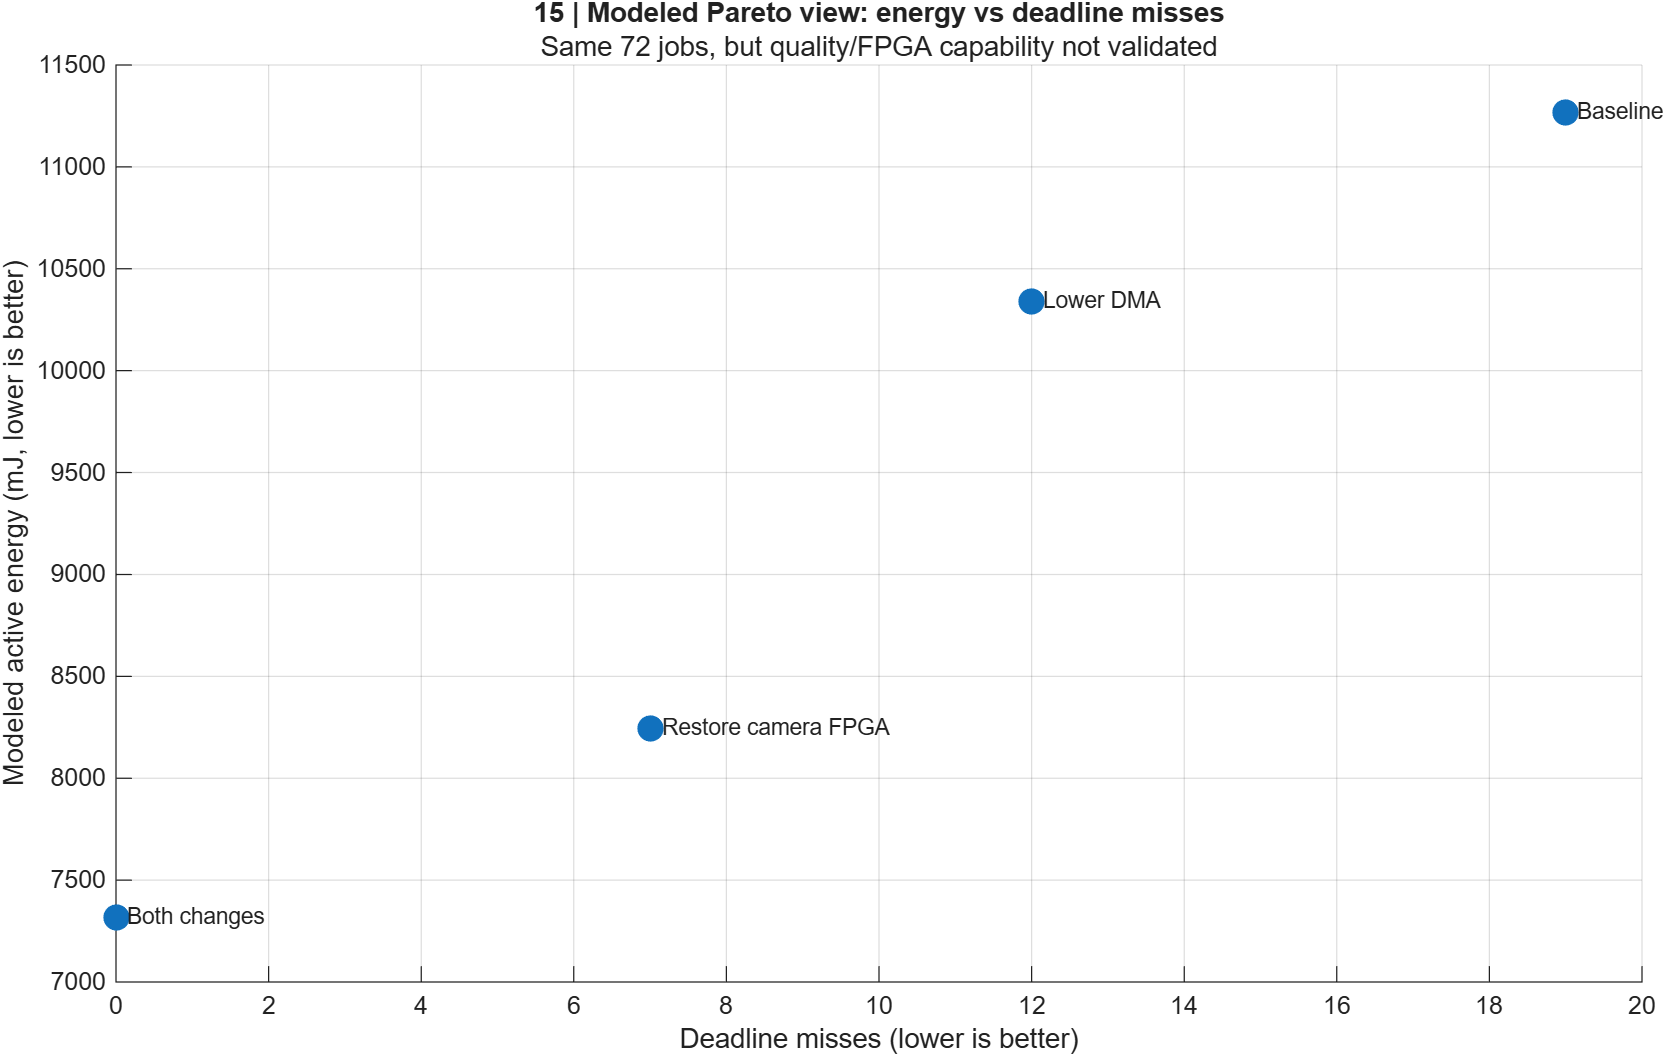 15 | Modeled Pareto view: energy vs deadline misses
Same 72 jobs, but quality/FPGA capability not validated
Modeled active energy (mJ, lower is better)
11500
11000
10500
10000
9500
9000
8500
8000
7500
7000
Baseline
Lower DMA
Restore camera FPGA
Both changes
0 2 4 6 8 10 12 14 16 18 20
Deadline misses (lower is better)